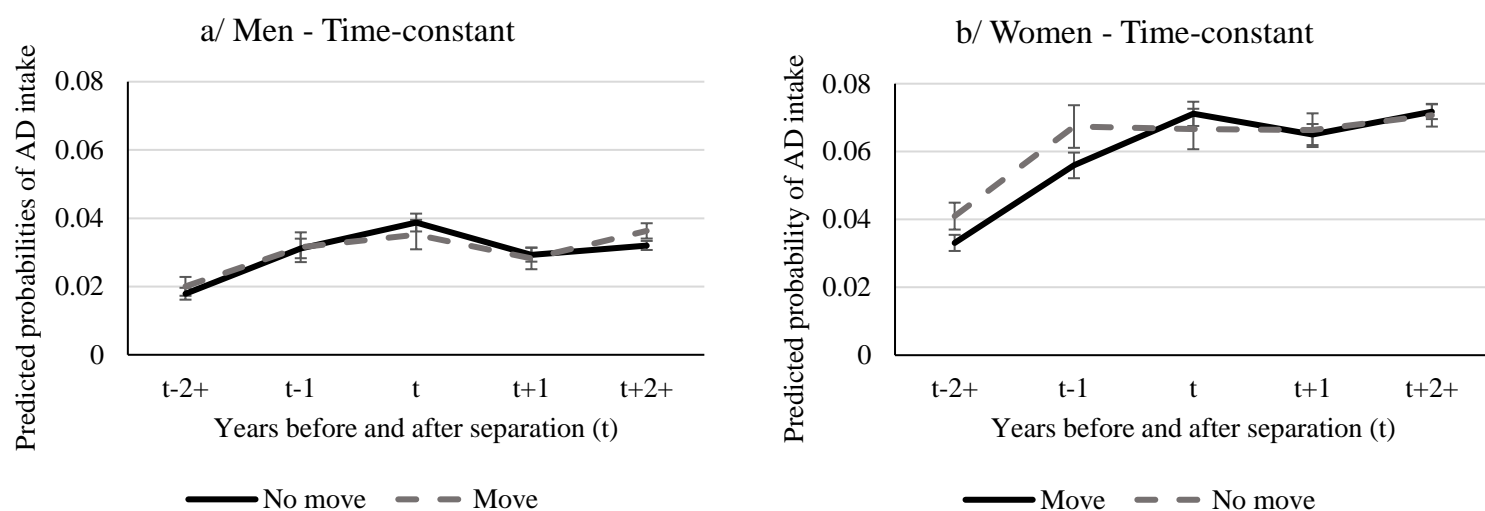 a/ Men - Time-constant
Predicted probabilities of AD intake
0.08
0.06
0.04
0.02
0
t-2+ t-1 t t+1 t+2+
Years before and after separation (t)
No move Move
b/ Women - Time-constant
Predicted probability of AD intake
0.08
0.06
0.04
0.02
0
t-2+ t-1 t t+1 t+2+
Years before and after separation (t)
Move No move